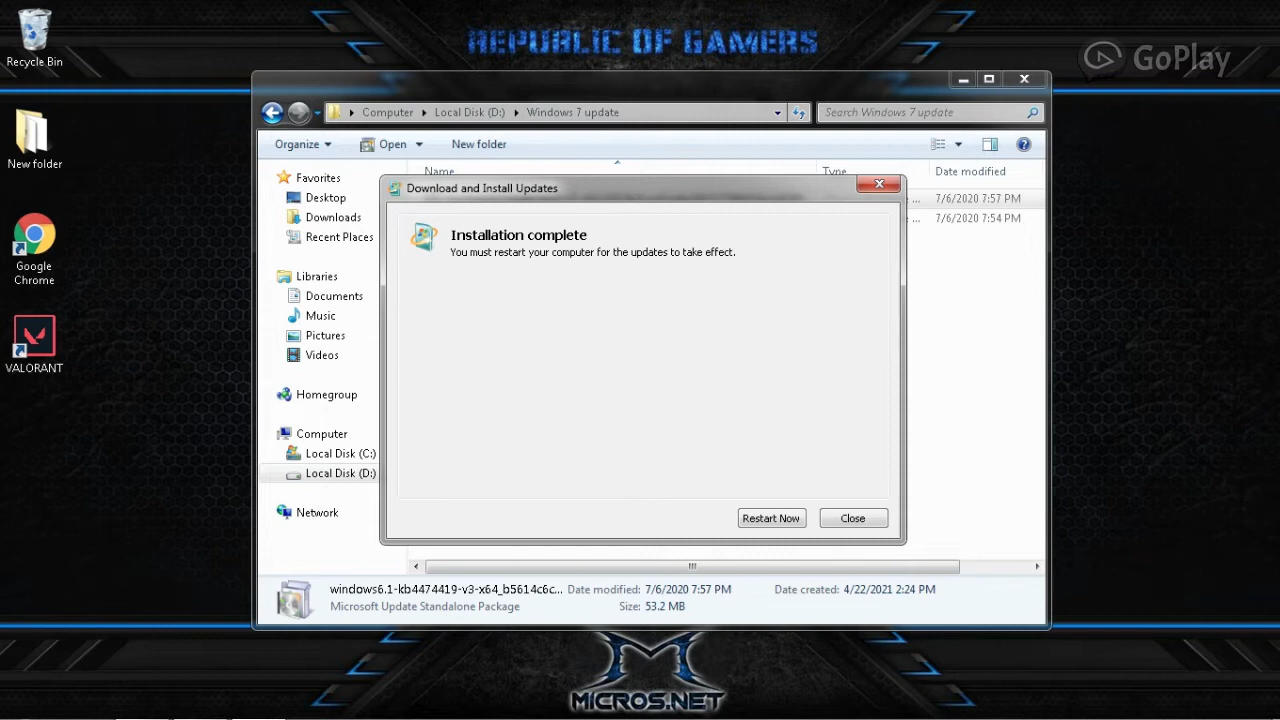 REPUBLIC OF GAMERS
Recycle Bin
GoPlay
Computer Local Disk (D:) Windows 7 update
Search Windows 7 update
Organize Open New folder
New folder
Name Type Date modified
Favorites
Desktop
Downloads
Recent Places
Download and Install Updates
... 7/6/2020 7:57 PM
... 7/6/2020 7:54 PM
Installation complete
You must restart your computer for the updates to take effect.
Google
Chrome
Libraries
Documents
Music
Pictures
Videos
VALORANT
Homegroup
Computer
Local Disk (C:)
Local Disk (D:)
Network
Restart Now Close
windows6.1-kb4474419-v3-x64_b5614c6c... Date modified: 7/6/2020 7:57 PM Date created: 4/22/2021 2:24 PM
Microsoft Update Standalone Package Size: 53.2 MB
MICROS.NET